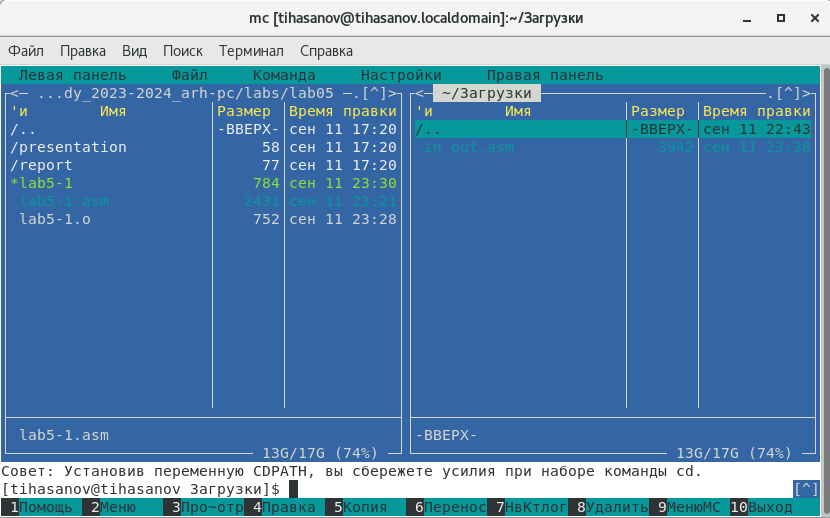 mc [tihasanov@tihasanov.localdomain]:~/Загрузки
Файл Правка Вид Поиск Терминал Справка
Левая панель Файл Команда Настройки Правая панель
<─ ...dy_2023-2024_arh-pc/labs/lab05 ─.[^]> <─ ~/Загрузки ─.[^]>
'и Имя Размер Время правки 'и Имя Размер Время правки
/.. -ВВЕРХ- сен 11 17:20 /.. -ВВЕРХ- сен 11 22:43
/presentation 58 сен 11 17:20 in_out.asm 3942 сен 11 23:38
/report 77 сен 11 17:20
*lab5-1 784 сен 11 23:30
lab5-1.asm 2431 сен 11 23:21
lab5-1.o 752 сен 11 23:28
lab5-1.asm -ВВЕРХ-
13G/17G (74%) 13G/17G (74%)
Совет: Установив переменную CDPATH, вы сбережете усилия при наборе команды cd.
[tihasanov@tihasanov Загрузки]$ [^]
1Помощь 2Меню 3Про~отр 4Правка 5Копия 6Перенос 7НвКтлог 8Удалить 9МенюМС 10Выход